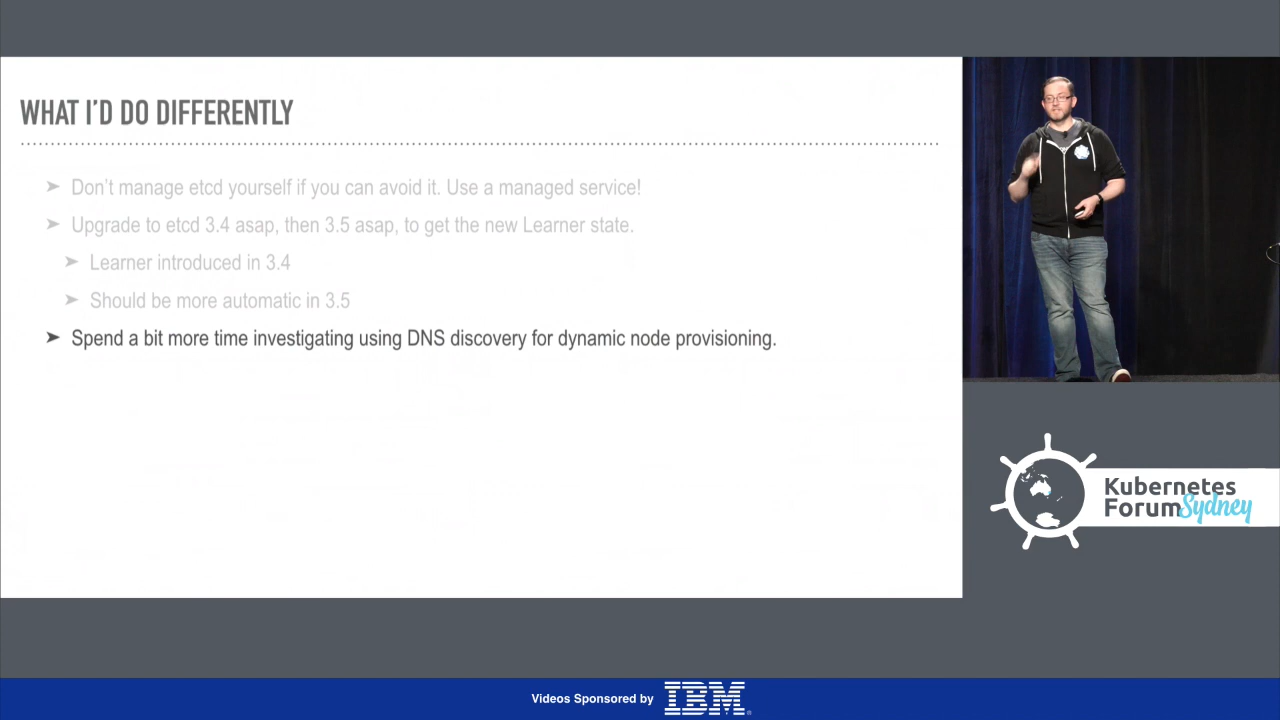 WHAT I'D DO DIFFERENTLY
➤ Don't manage etcd yourself if you can avoid it. Use a managed service!
➤ Upgrade to etcd 3.4 asap, then 3.5 asap, to get the new Learner state.
➤ Learner introduced in 3.4
➤ Should be more automatic in 3.5
➤ Spend a bit more time investigating using DNS discovery for dynamic node provisioning.
Kubernetes
Forum Sydney
Videos Sponsored by IBM